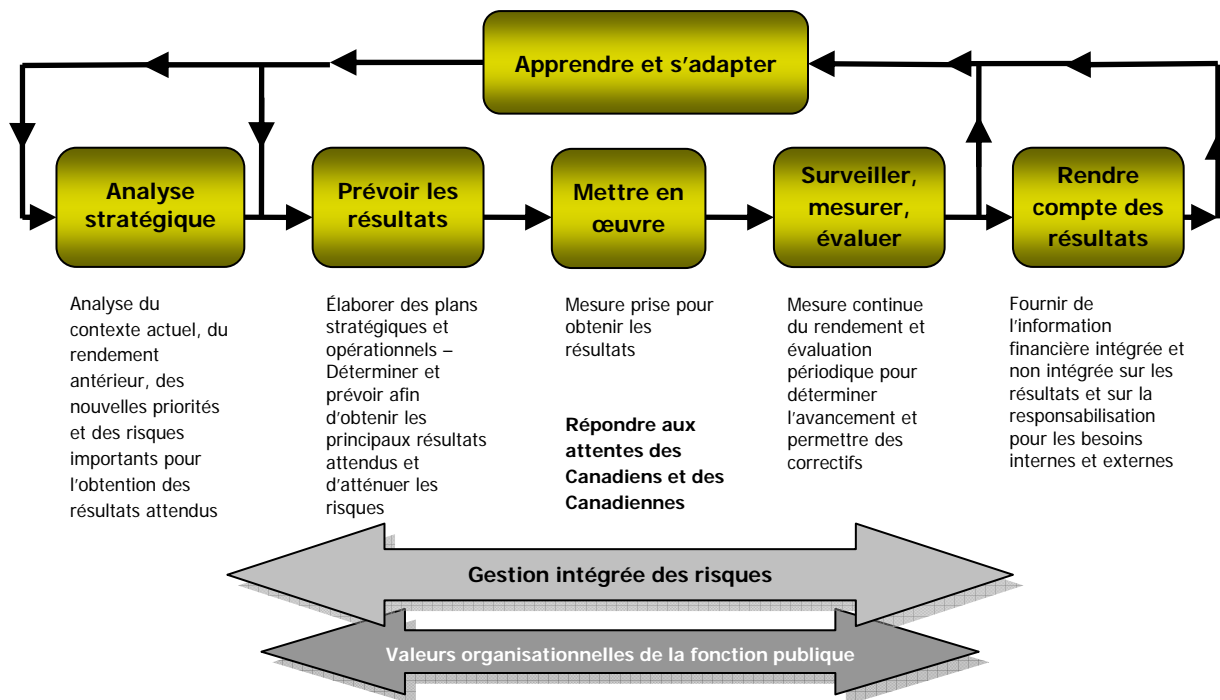 Apprendre et s'adapter
Analyse
stratégique
Prévoir les
résultats
Mettre en
œuvre
Surveiller,
mesurer,
évaluer
Rendre
compte des
résultats
Analyse du
contexte actuel, du
rendement
antérieur, des
nouvelles priorités
et des risques
importants pour
l'obtention des
résultats attendus
Élaborer des plans
stratégiques et
opérationnels –
Déterminer et
prévoir afin
d'obtenir les
principaux résultats
attendus et
d'atténuer les
risques
Mesure prise pour
obtenir les
résultats
Répondre aux
attentes des
Canadiens et des
Canadiennes
Mesure continue
du rendement et
évaluation
périodique pour
déterminer
l'avancement et
permettre des
correctifs
Fournir de
l'information
financière intégrée et
non intégrée sur les
résultats et sur la
responsabilisation
pour les besoins
internes et externes
Gestion intégrée des risques
Valeurs organisationnelles de la fonction publique